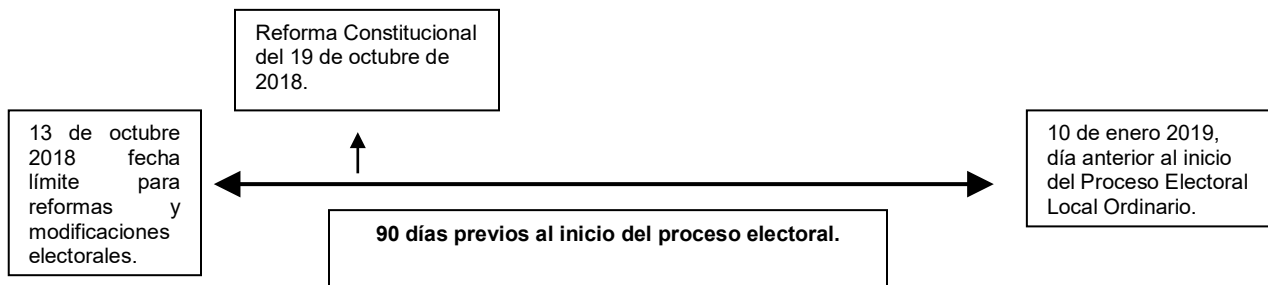 Reforma Constitucional
del 19 de octubre de
2018.
13 de octubre
2018 fecha
límite para
reformas y
modificaciones
electorales.
10 de enero 2019,
día anterior al inicio
del Proceso Electoral
Local Ordinario.
90 días previos al inicio del proceso electoral.